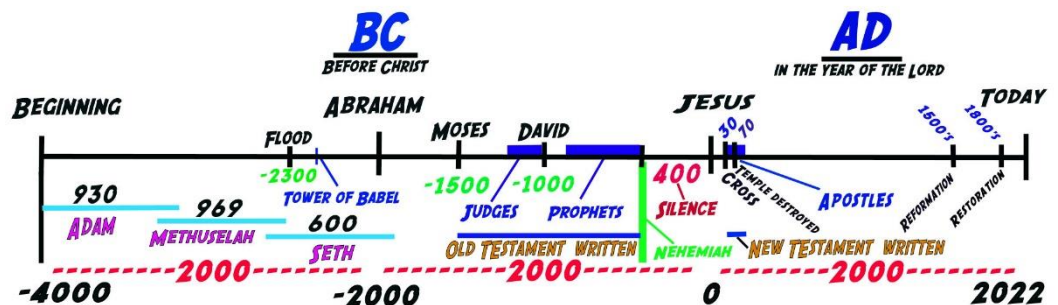 BC
BEFORE CHRIST
AD
IN THE YEAR OF THE LORD
BEGINNING
ABRAHAM
JESUS
TODAY
FLOOD
MOSES
DAVID
30
70
1500's
1800's
-2300
TOWER OF BABEL
-1500
-1000
400
CROSS
TEMPLE DESTROYED
APOSTLES
REFORMATION
RESTORATION
930
ADAM
969
METHUSELAH
600
SETH
JUDGES
PROPHETS
SILENCE
OLD TESTAMENT WRITTEN
NEHEMIAH
NEW TESTAMENT WRITTEN
2000
2000
2000
-4000
-2000
0
2022